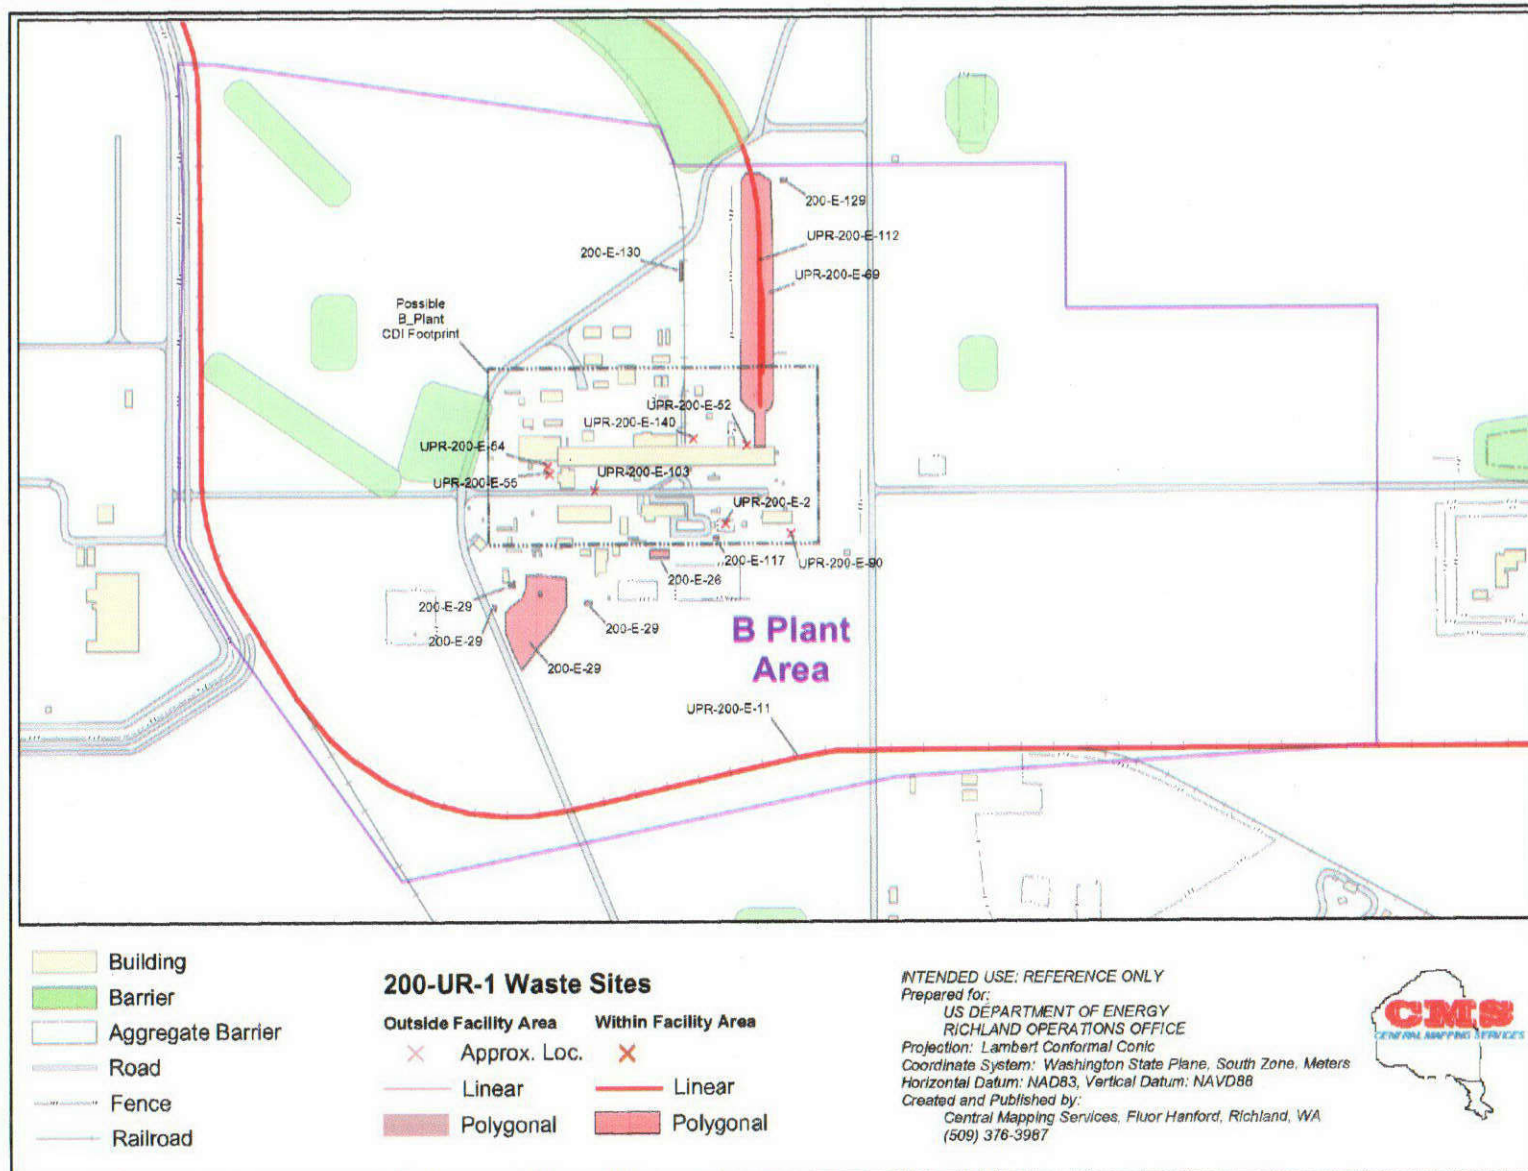 200-E-129
UPR-200-E-112
200-E-130
UPR-200-E-69
Possible
B_Plant
CDI Footprint
UPR-200-E-52
UPR-200-E-140
UPR-200-E-54
UPR-200-E-103
UPR-200-E-55
UPR-200-E-2
200-E-117
UPR-200-E-90
200-E-26
200-E-29
200-E-29
200-E-29
200-E-29
B Plant
Area
UPR-200-E-11
Building
Barrier
Aggregate Barrier
Road
Fence
Railroad
200-UR-1 Waste Sites
Outside Facility Area
Within Facility Area
Approx. Loc.
Linear
Linear
Polygonal
Polygonal
INTENDED USE: REFERENCE ONLY
Prepared for:
US DEPARTMENT OF ENERGY
RICHLAND OPERATIONS OFFICE
Projection: Lambert Conformal Conic
Coordinate System: Washington State Plane, South Zone, Meters
Horizontal Datum: NAD83, Vertical Datum: NAVD88
Created and Published by:
Central Mapping Services, Fluor Hanford, Richland, WA
(509) 376-3987
CMS
CENTRAL MAPPING SERVICES